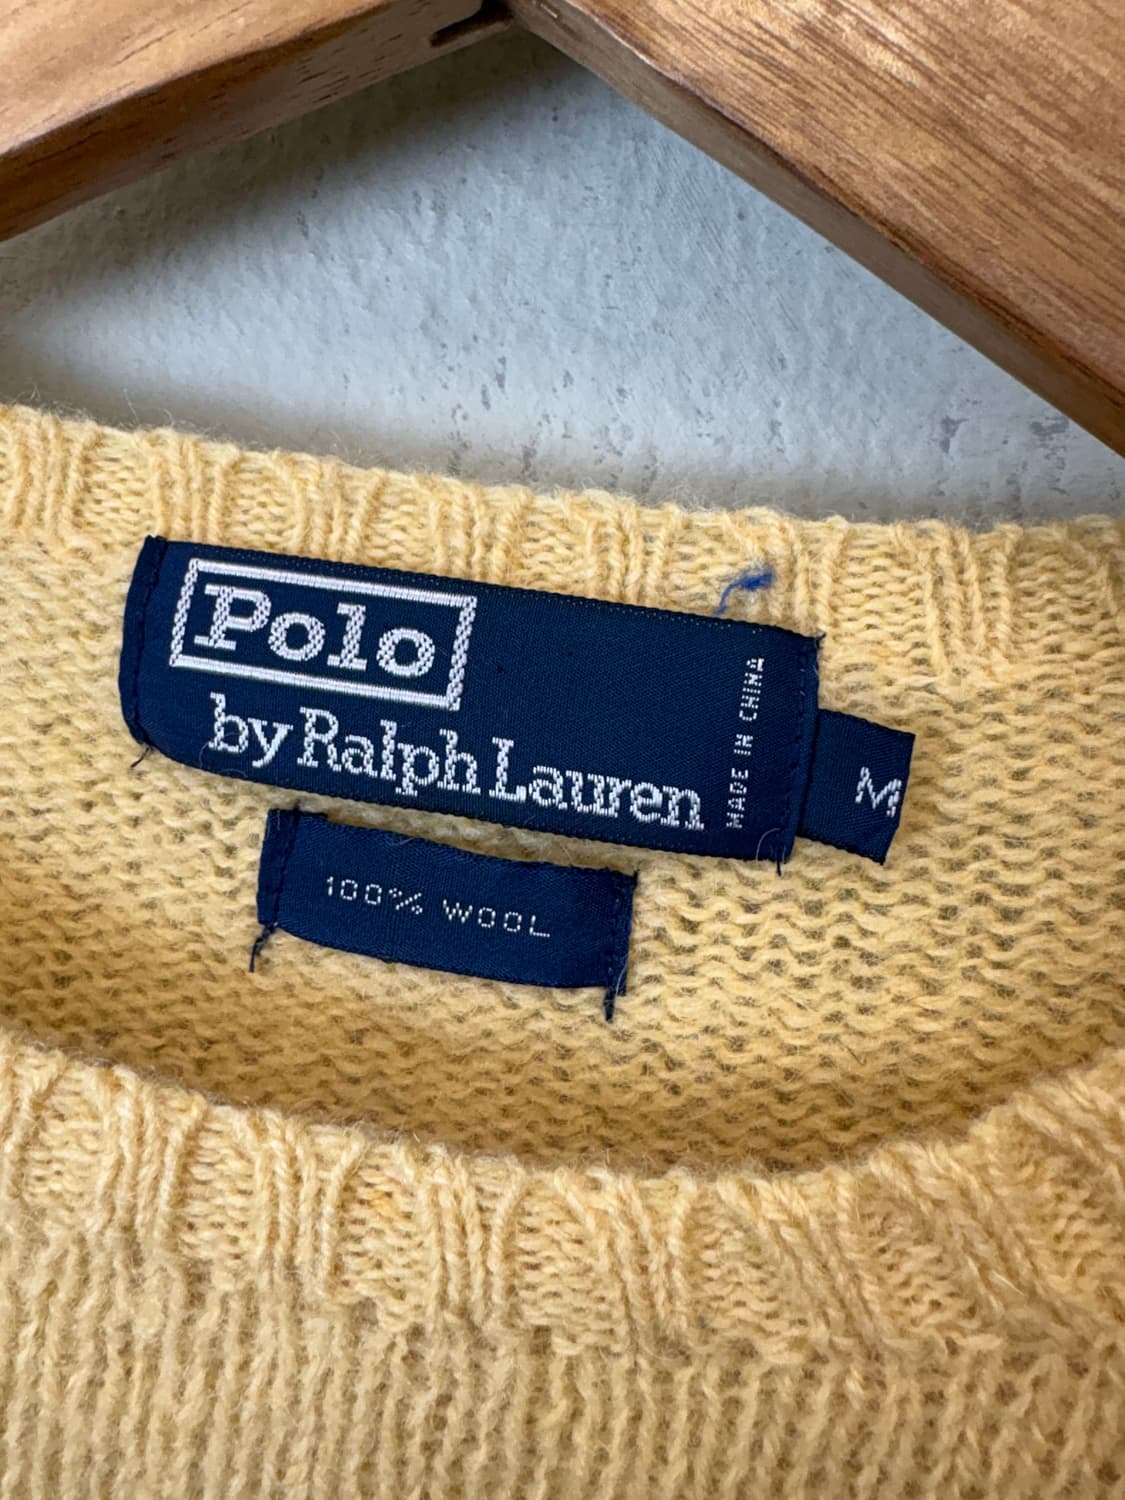 Polo
by Ralph Lauren
MADE IN CHINA
M
100% WOOL